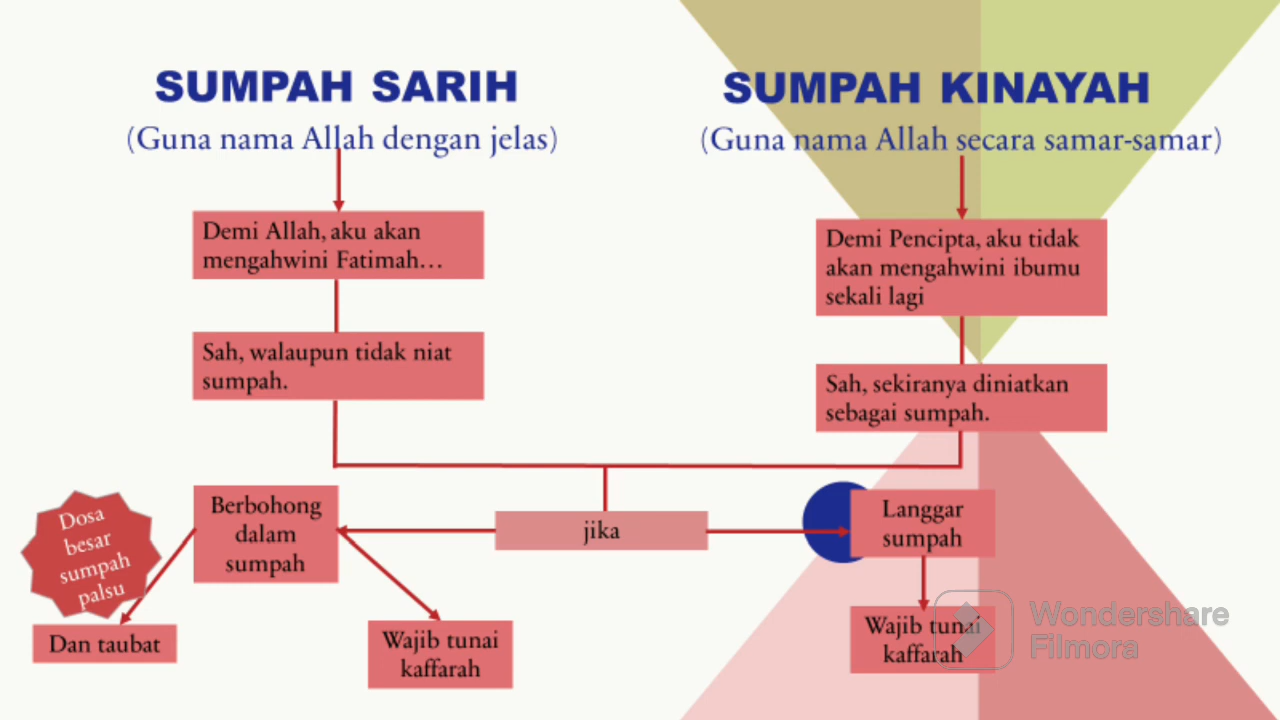 SUMPAH SARIH
(Guna nama Allah dengan jelas)
Demi Allah, aku akan
mengahwini Fatimah…
Sah, walaupun tidak niat
sumpah.
SUMPAH KINAYAH
(Guna nama Allah secara samar-samar)
Demi Pencipta, aku tidak
akan mengahwini ibumu
sekali lagi
Sah, sekiranya diniatkan
sebagai sumpah.
jika
Berbohong
dalam
sumpah
Dosa
besar
sumpah
palsu
Dan taubat
Wajib tunai
kaffarah
Langgar
sumpah
Wajib tunai
kaffarah
Wondershare
Filmora